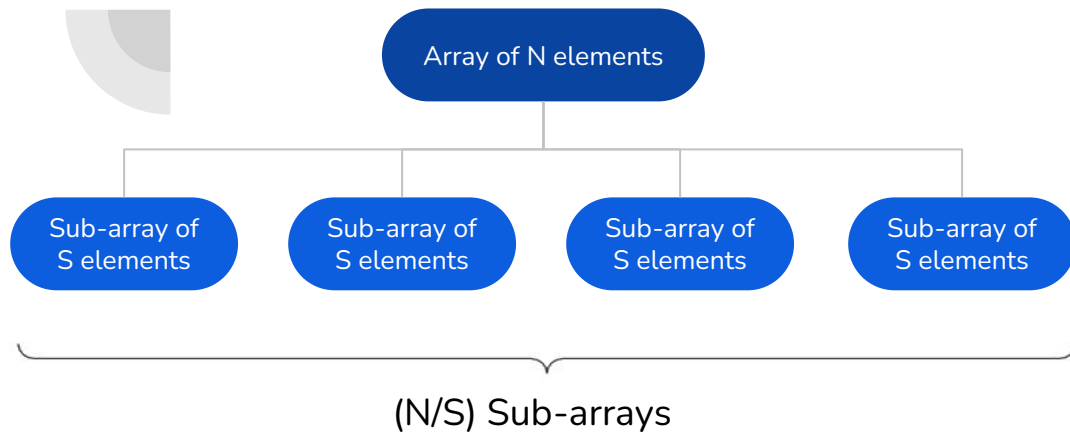 Array of N elements
Sub-array of
S elements
Sub-array of
S elements
Sub-array of
S elements
Sub-array of
S elements
(N/S) Sub-arrays